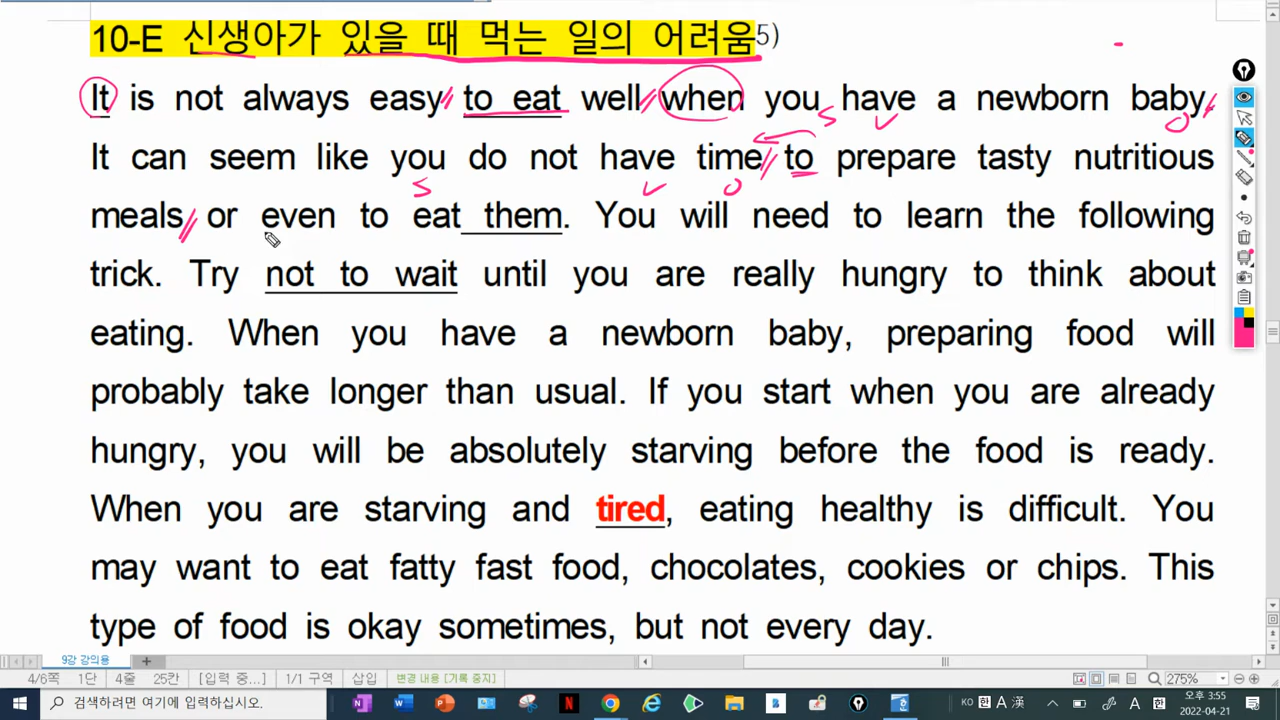 10-E 신생아가 있을 때 먹는 일의 어려움5)
It is not always easy to eat well when you have a newborn baby.
It can seem like you do not have time to prepare tasty nutritious
meals or even to eat them. You will need to learn the following
trick. Try not to wait until you are really hungry to think about
eating. When you have a newborn baby, preparing food will
probably take longer than usual. If you start when you are already
hungry, you will be absolutely starving before the food is ready.
When you are starving and tired, eating healthy is difficult. You
may want to eat fatty fast food, chocolates, cookies or chips. This
type of food is okay sometimes, but not every day.
S V O
S V O
9강 강의용
4/6쪽 1단 4줄 25칸 [입력 중...] 1/1 구역 삽입 변경 내용 [기록 중지] 275%
검색하려면 여기에 입력하십시오. KO 한 A 漢 A 한 오후 3:55
2022-04-21